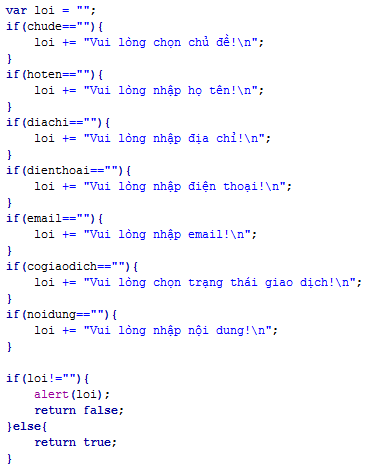 var loi = "";
if(chude==""){
loi += "Vui lòng chọn chủ đề!\n";
}
if(hoten==""){
loi += "Vui lòng nhập họ tên!\n";
}
if(diachi==""){
loi += "Vui lòng nhập địa chỉ!\n";
}
if(dienthoai==""){
loi += "Vui lòng nhập điện thoại!\n";
}
if(email==""){
loi += "Vui lòng nhập email!\n";
}
if(cogiaodich==""){
loi += "Vui lòng chọn trạng thái giao dịch!\n";
}
if(noidung==""){
loi += "Vui lòng nhập nội dung!\n";
}
if(loi!=""){
alert(loi);
return false;
}else{
return true;
}